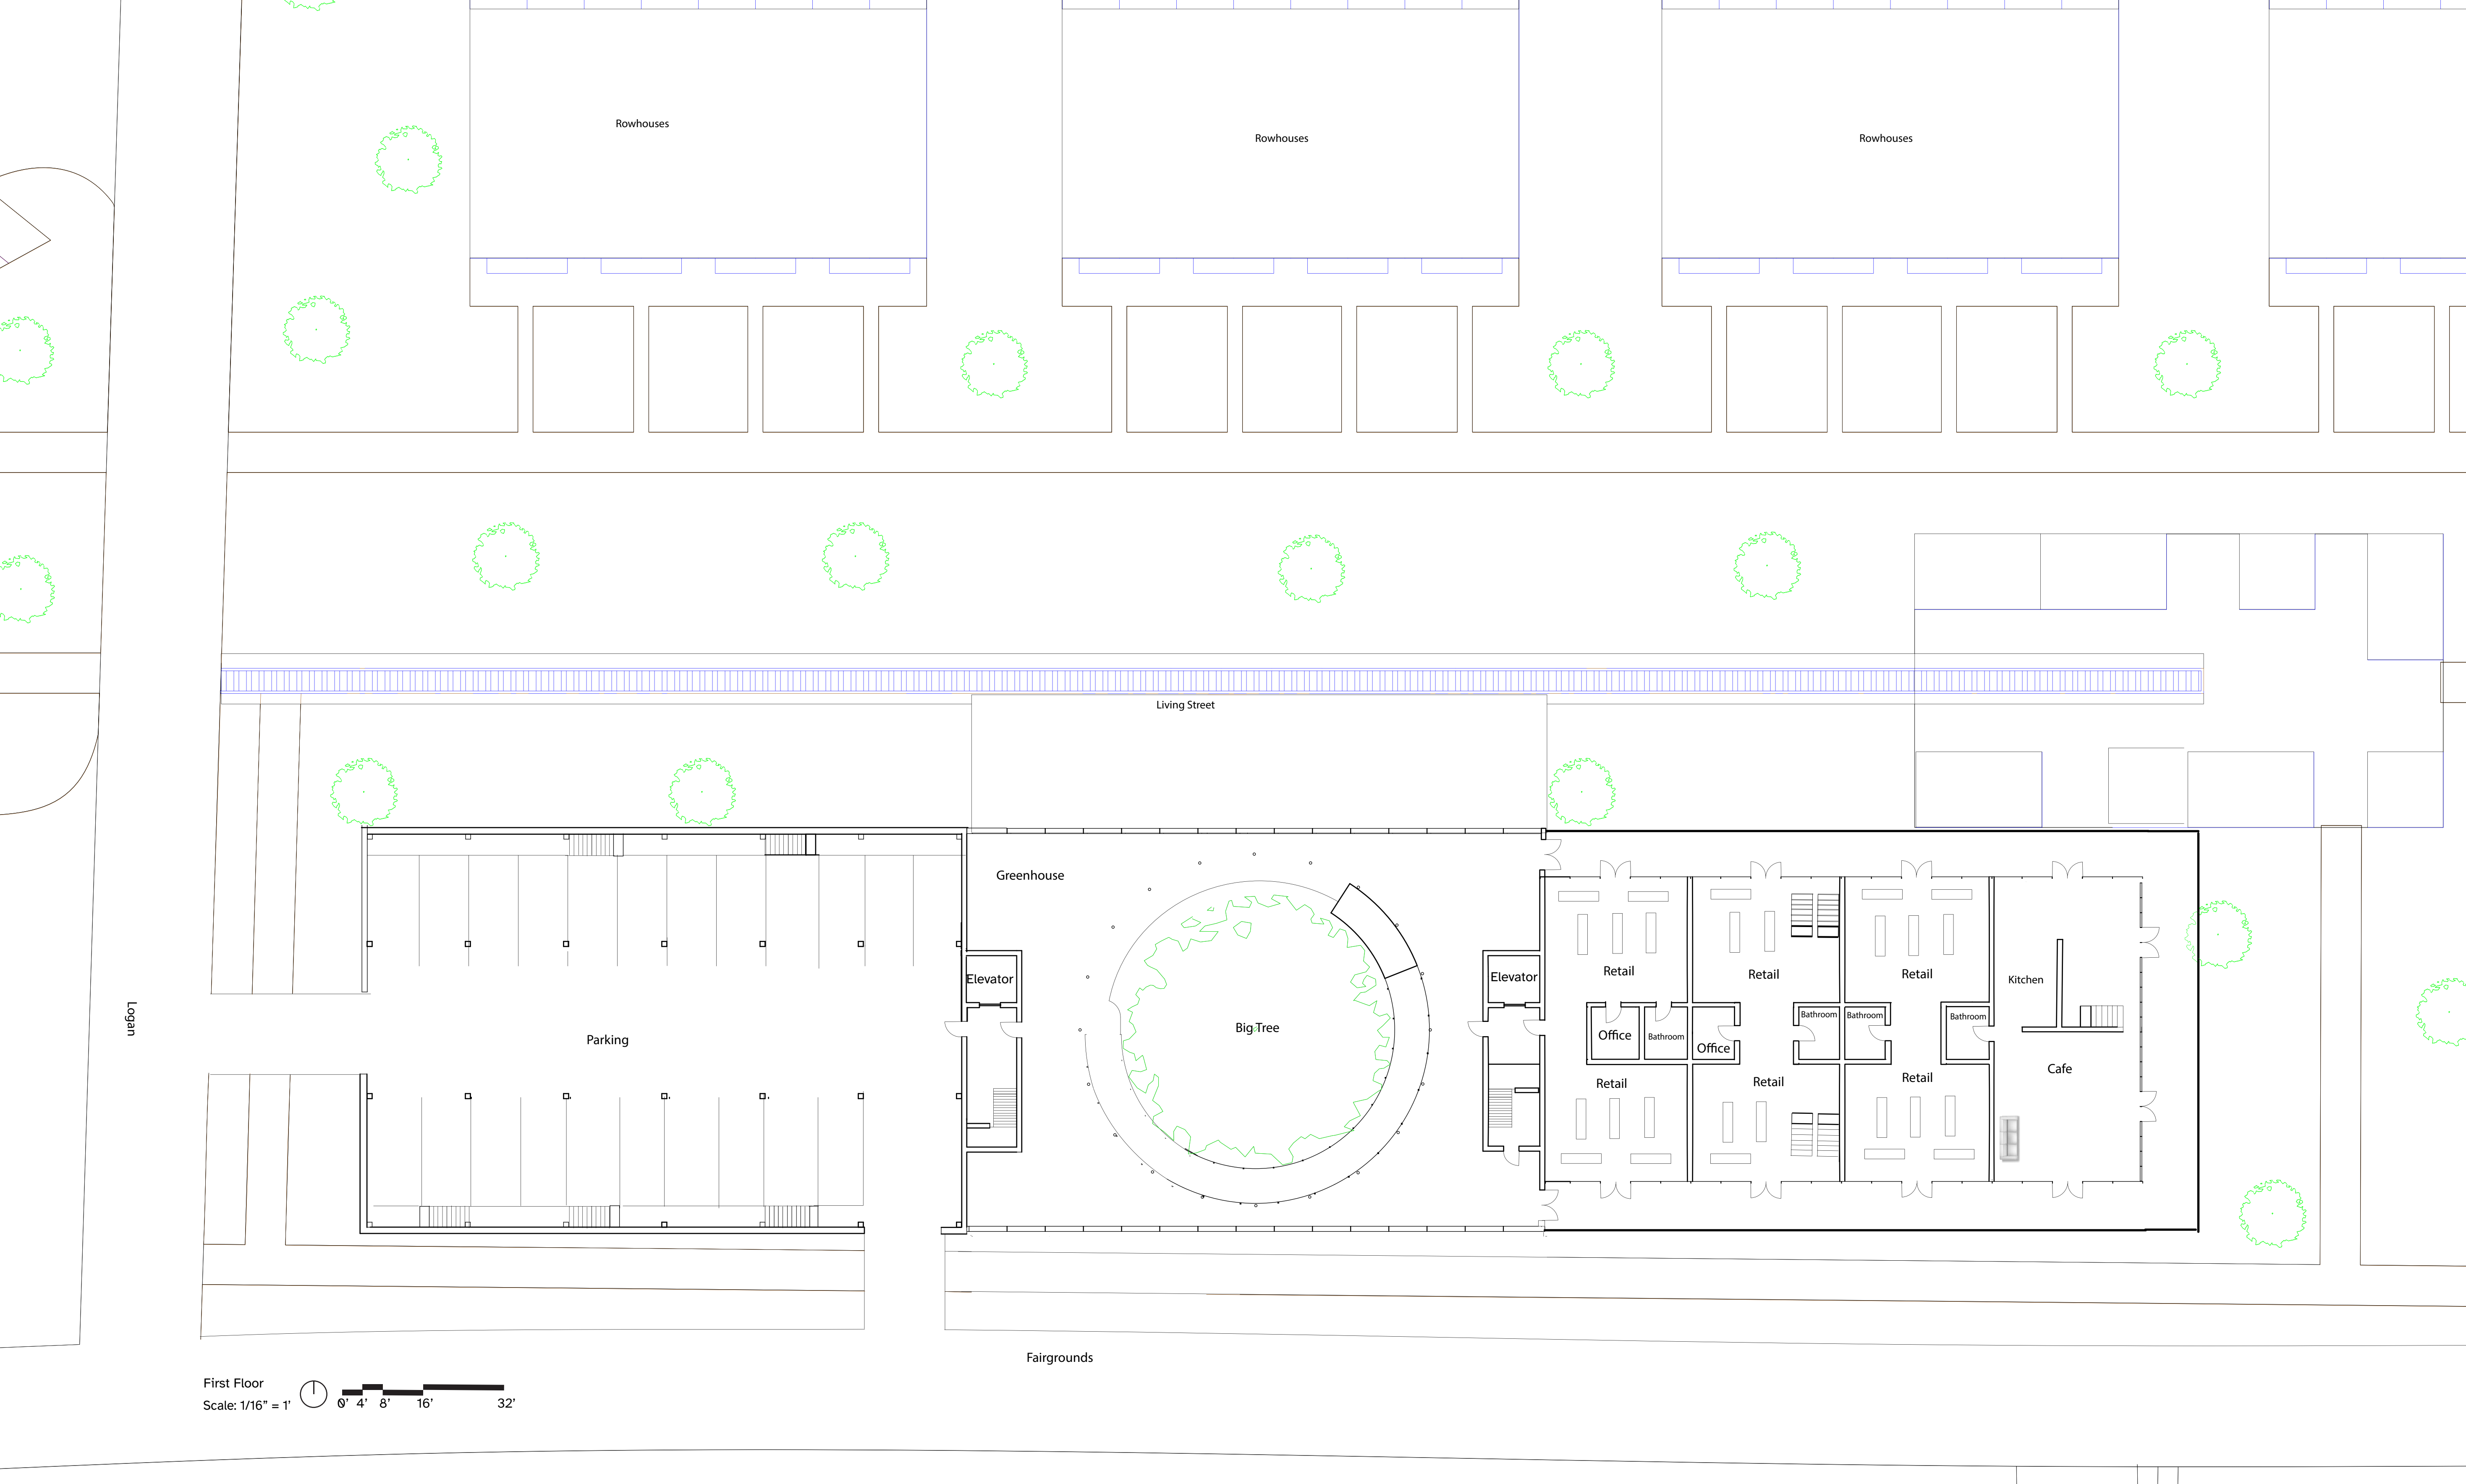 Rowhouses
Rowhouses
Rowhouses
Living Street
Greenhouse
Elevator
Elevator
Retail
Retail
Retail
Kitchen
Logan
Parking
Big Tree
Office
Bathroom
Office
Bathroom
Bathroom
Bathroom
Cafe
Retail
Retail
Retail
Fairgrounds
First Floor
Scale: 1/16” = 1’
0’ 4’ 8’ 16’ 32’